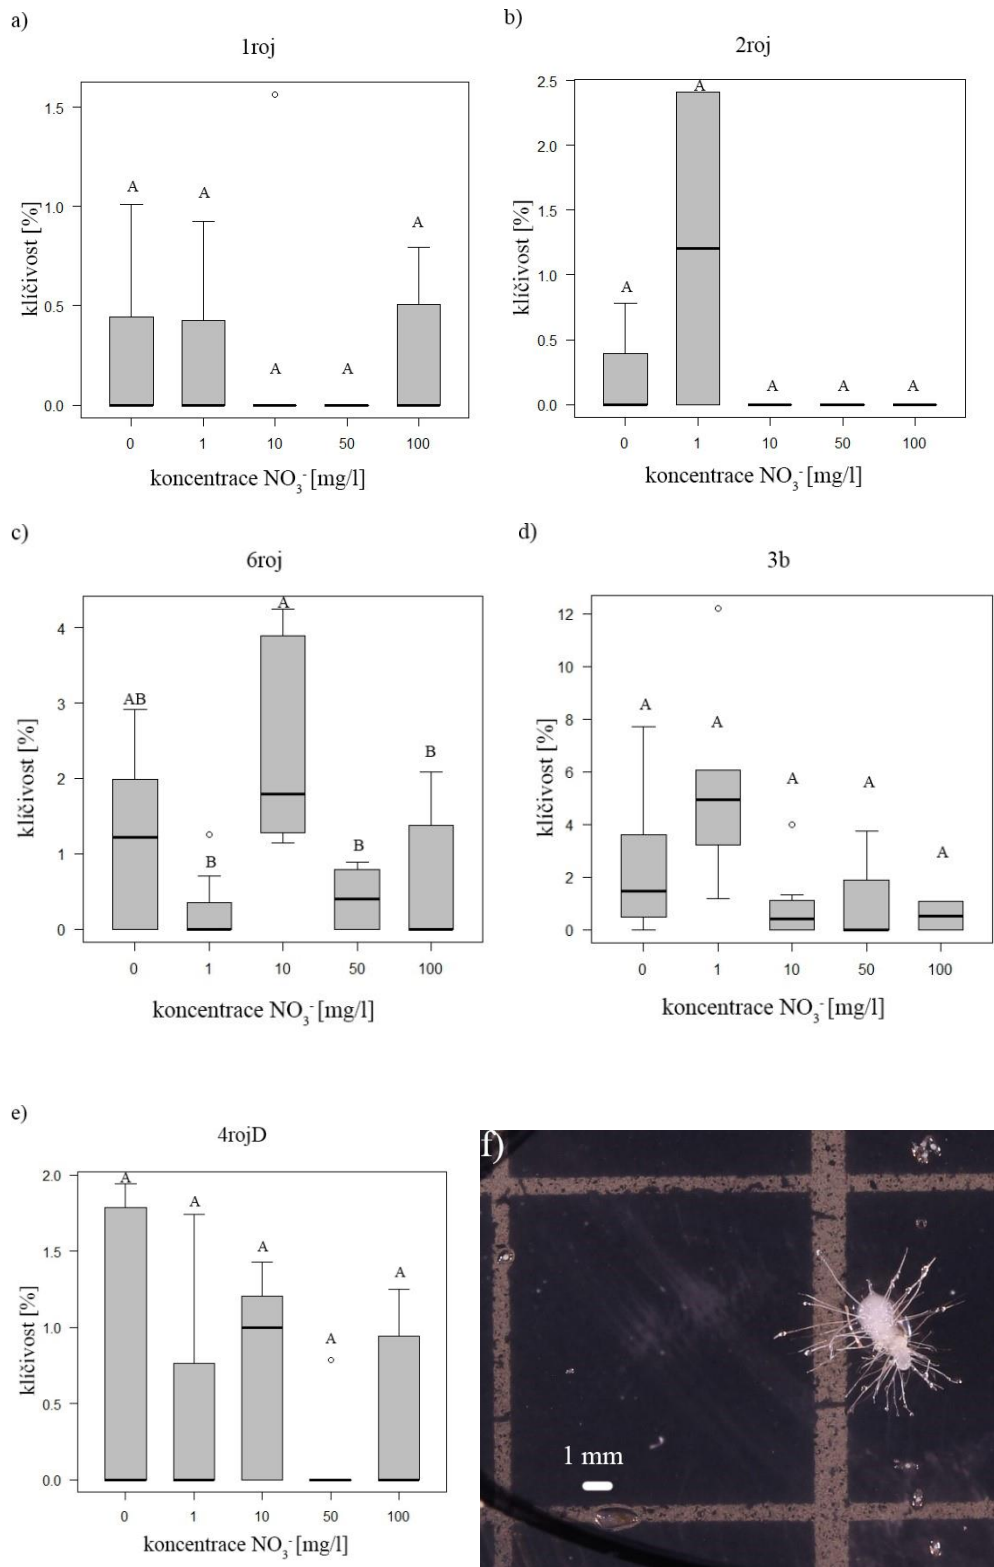 a)
1roj
klíčivost [%]
1.5
1.0
0.5
0.0
A
A
A
A
A
0 1 10 50 100
koncentrace NO₃⁻ [mg/l]
b)
2roj
klíčivost [%]
2.5
2.0
1.5
1.0
0.5
0.0
A
A
A
A
A
0 1 10 50 100
koncentrace NO₃⁻ [mg/l]
c)
6roj
klíčivost [%]
4
3
2
1
0
AB
B
A
B
B
0 1 10 50 100
koncentrace NO₃⁻ [mg/l]
d)
3b
klíčivost [%]
12
10
8
6
4
2
0
A
A
A
A
A
0 1 10 50 100
koncentrace NO₃⁻ [mg/l]
e)
4rojD
klíčivost [%]
2.0
1.5
1.0
0.5
0.0
A
A
A
A
A
0 1 10 50 100
koncentrace NO₃⁻ [mg/l]
f)
1 mm